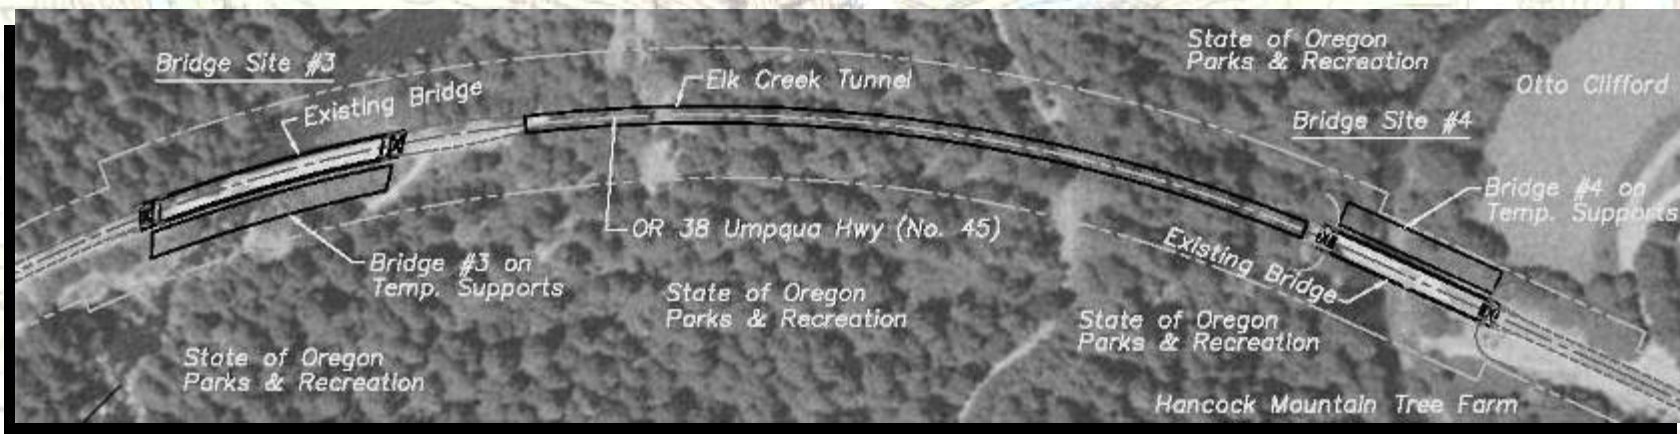 Bridge Site #3
Existing Bridge
Elk Creek Tunnel
State of Oregon
Parks & Recreation
Otto Clifford
Bridge Site #4
Bridge #4 on
Temp. Supports
OR 38 Umpqua Hwy (No. 45)
Existing Bridge
Bridge #3 on
Temp. Supports
State of Oregon
Parks & Recreation
State of Oregon
Parks & Recreation
State of Oregon
Parks & Recreation
Hancock Mountain Tree Farm